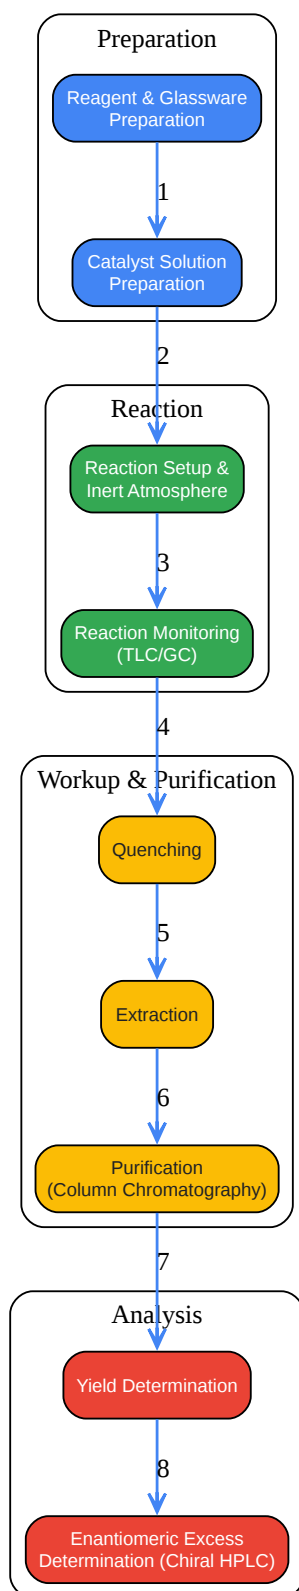 Preparation
Reagent & Glassware
Preparation
1
Catalyst Solution
Preparation
2
Reaction
Reaction Setup &
Inert Atmosphere
3
Reaction Monitoring
(TLC/GC)
4
Workup & Purification
Quenching
5
Extraction
6
Purification
(Column Chromatography)
7
Analysis
Yield Determination
8
Enantiomeric Excess
Determination (Chiral HPLC)